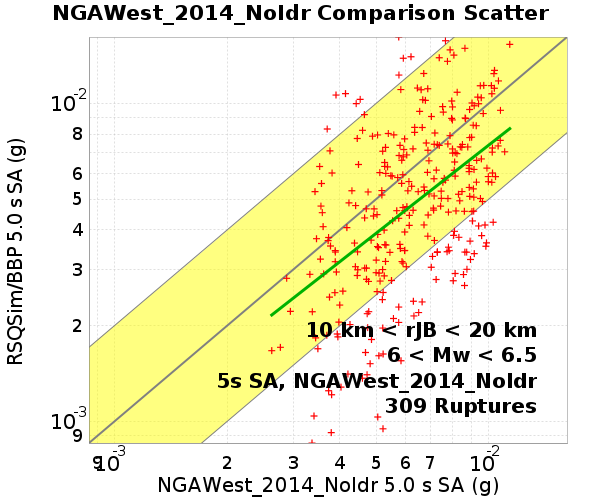 NGAWest_2014_NoIdr Comparison Scatter
RSQSim/BBP 5.0 s SA (g)
10⁻²
8
6
5
4
3
2
10⁻³
9
10 km < rJB < 20 km
6 < Mw < 6.5
5s SA, NGAWest_2014_NoIdr
309 Ruptures
9 10⁻³ 2 3 4 5 6 8 10⁻²
NGAWest_2014_NoIdr 5.0 s SA (g)